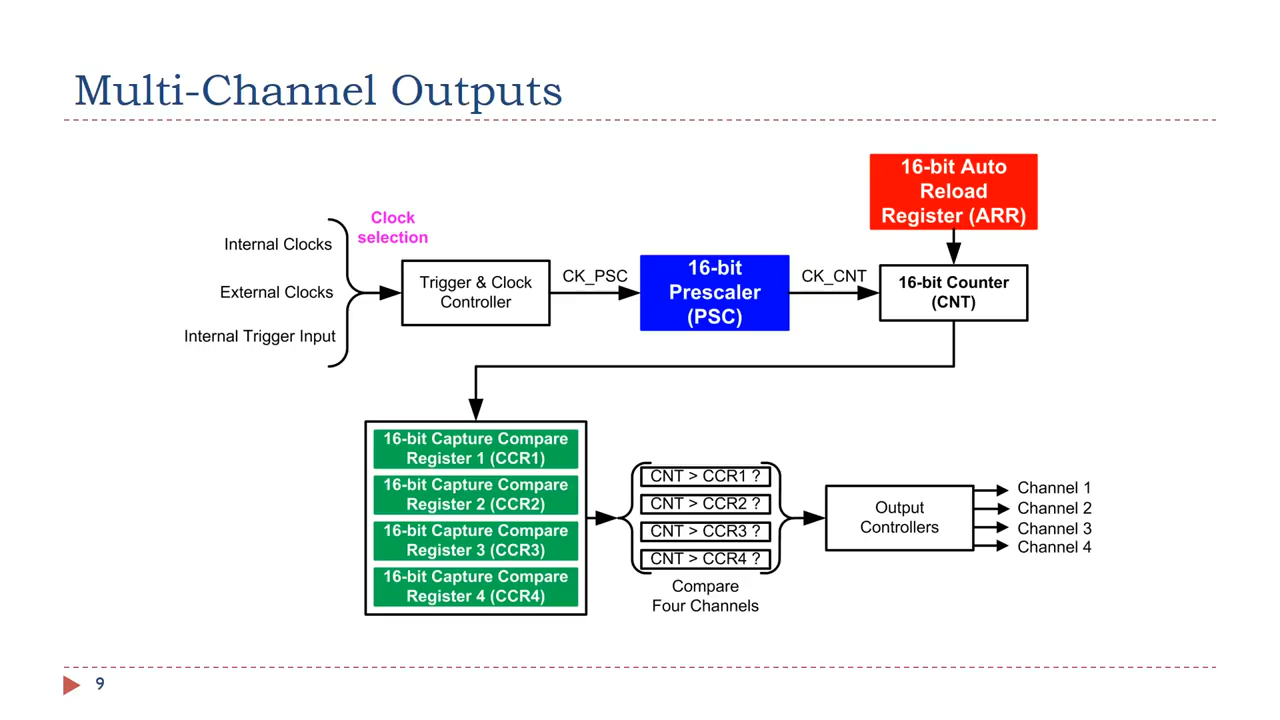 Multi-Channel Outputs
16-bit Auto
Reload
Register (ARR)
Clock
selection
Internal Clocks
External Clocks
Internal Trigger Input
Trigger & Clock
Controller
CK_PSC
16-bit
Prescaler
(PSC)
CK_CNT
16-bit Counter
(CNT)
16-bit Capture Compare
Register 1 (CCR1)
16-bit Capture Compare
Register 2 (CCR2)
16-bit Capture Compare
Register 3 (CCR3)
16-bit Capture Compare
Register 4 (CCR4)
CNT > CCR1 ?
CNT > CCR2 ?
CNT > CCR3 ?
CNT > CCR4 ?
Compare
Four Channels
Output
Controllers
Channel 1
Channel 2
Channel 3
Channel 4
9